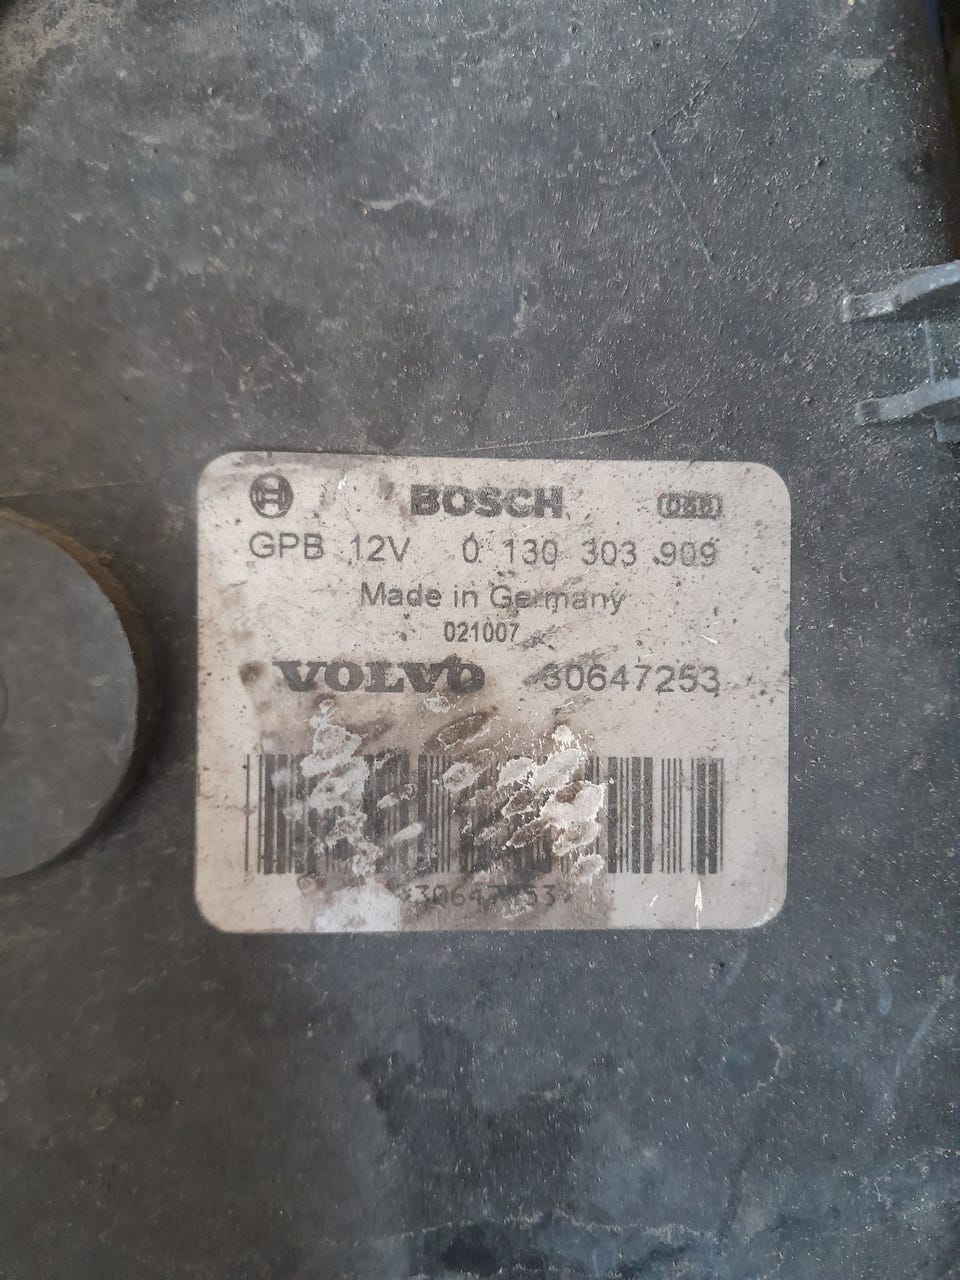 BOSCH
GPB 12V 0 130 303 909
Made in Germany
021007
VOLVO 30647253